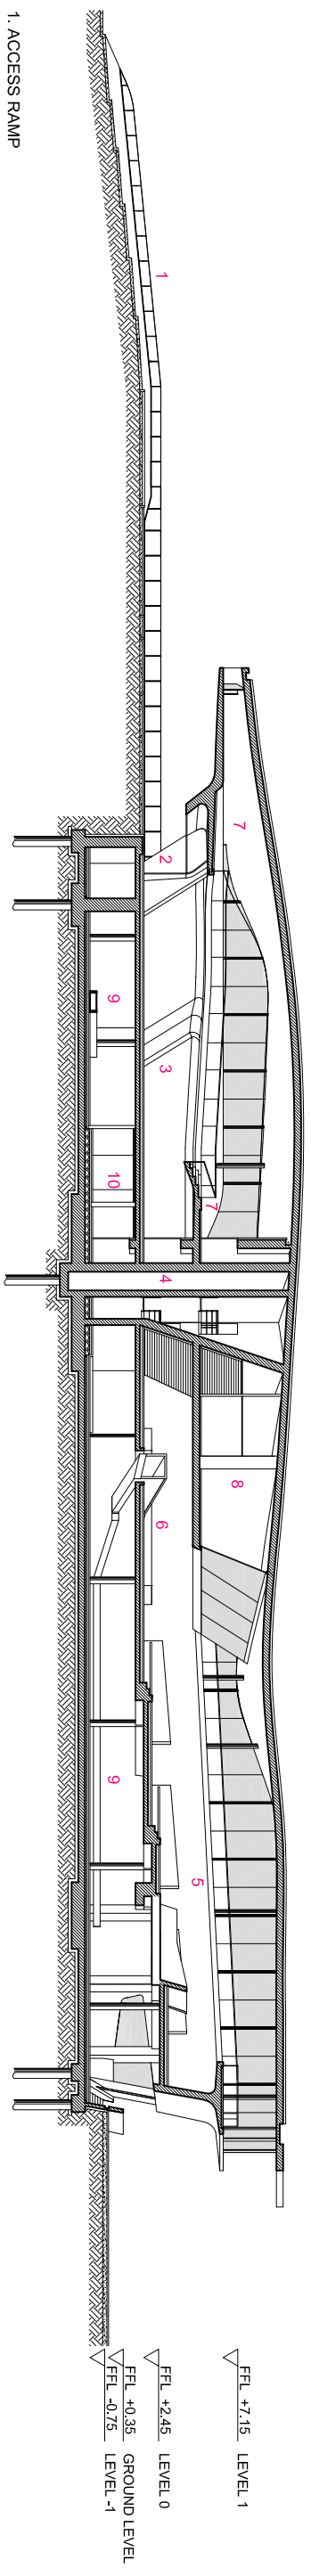 1
7
2
9
3
10
7
4
8
6
5
9
FFL +7.15 LEVEL 1
FFL +2.45 LEVEL 0
FFL +0.35 GROUND LEVEL
FFL -0.75 LEVEL -1
1. ACCESS RAMP